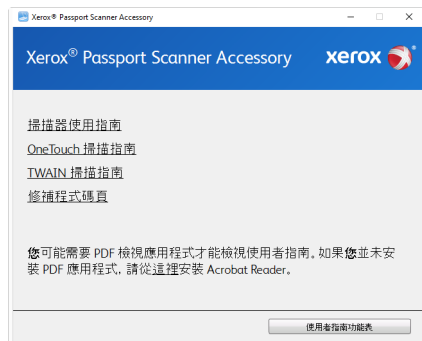 Xerox® Passport Scanner Accessory
Xerox® Passport Scanner Accessory
xerox
掃描器使用指南
OneTouch 掃描指南
TWAIN 掃描指南
修補程式碼頁
您可能需要 PDF 檢視應用程式才能檢視使用者指南。如果您並未安
裝 PDF 應用程式, 請從這裡安裝 Acrobat Reader。
使用者指南功能表